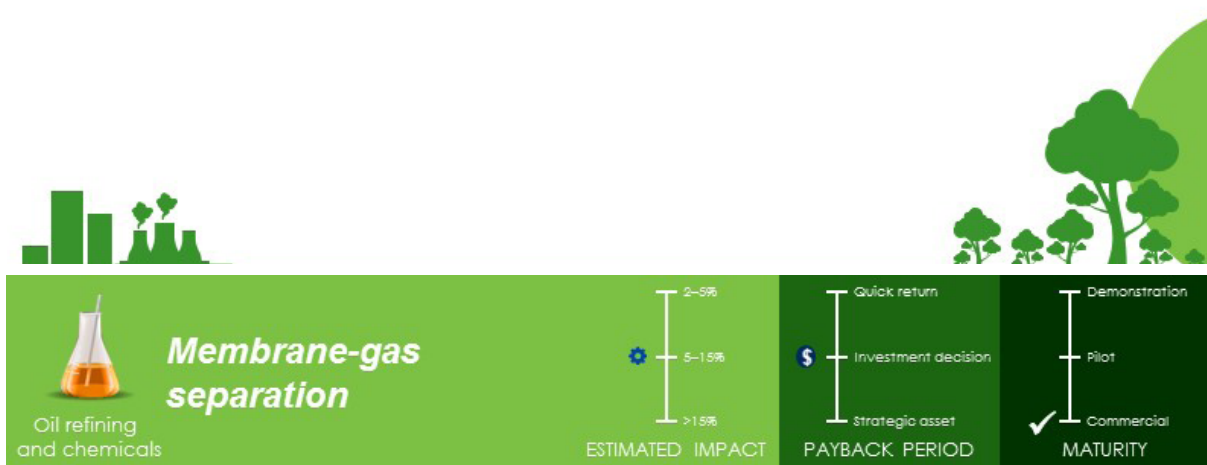 Membrane-gas
separation
Oil refining
and chemicals
2–5%
5–15%
>15%
ESTIMATED IMPACT
Quick return
$
Investment decision
Strategic asset
PAYBACK PERIOD
Demonstration
Pilot
Commercial
MATURITY